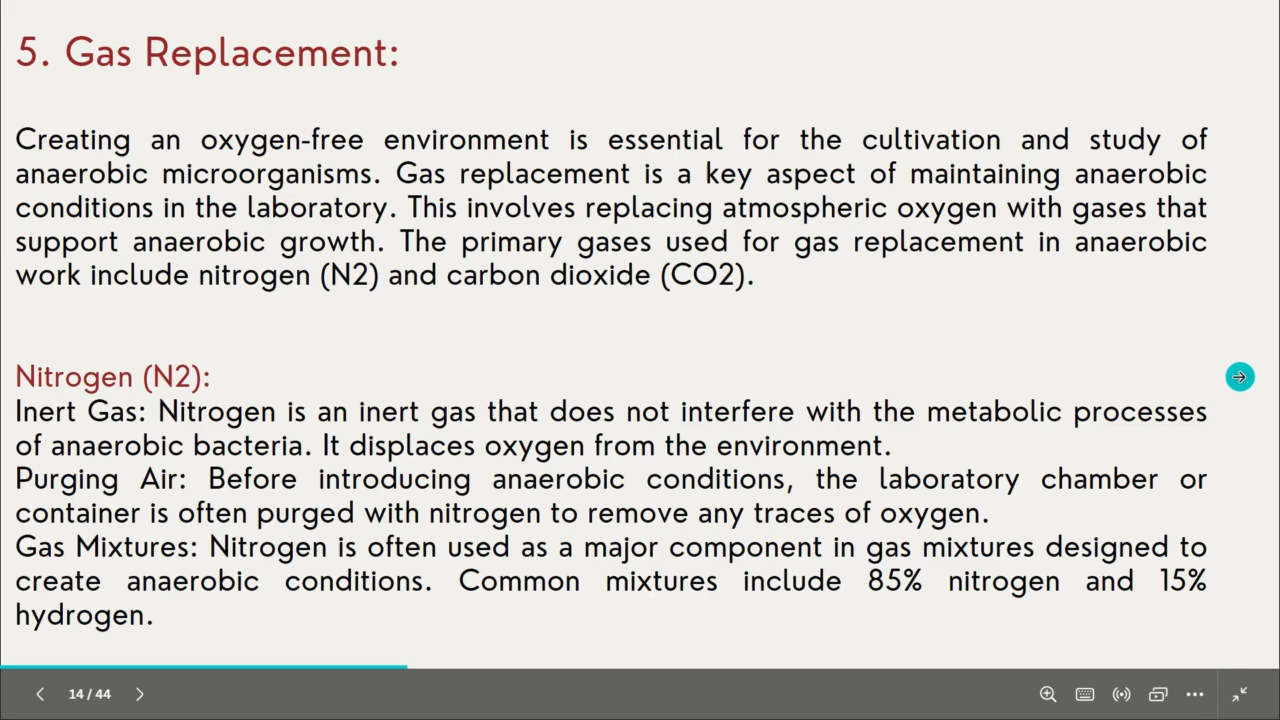 5. Gas Replacement:
Creating an oxygen-free environment is essential for the cultivation and study of
anaerobic microorganisms. Gas replacement is a key aspect of maintaining anaerobic
conditions in the laboratory. This involves replacing atmospheric oxygen with gases that
support anaerobic growth. The primary gases used for gas replacement in anaerobic
work include nitrogen (N2) and carbon dioxide (CO2).
Nitrogen (N2):
Inert Gas: Nitrogen is an inert gas that does not interfere with the metabolic processes
of anaerobic bacteria. It displaces oxygen from the environment.
Purging Air: Before introducing anaerobic conditions, the laboratory chamber or
container is often purged with nitrogen to remove any traces of oxygen.
Gas Mixtures: Nitrogen is often used as a major component in gas mixtures designed to
create anaerobic conditions. Common mixtures include 85% nitrogen and 15%
hydrogen.
14 / 44